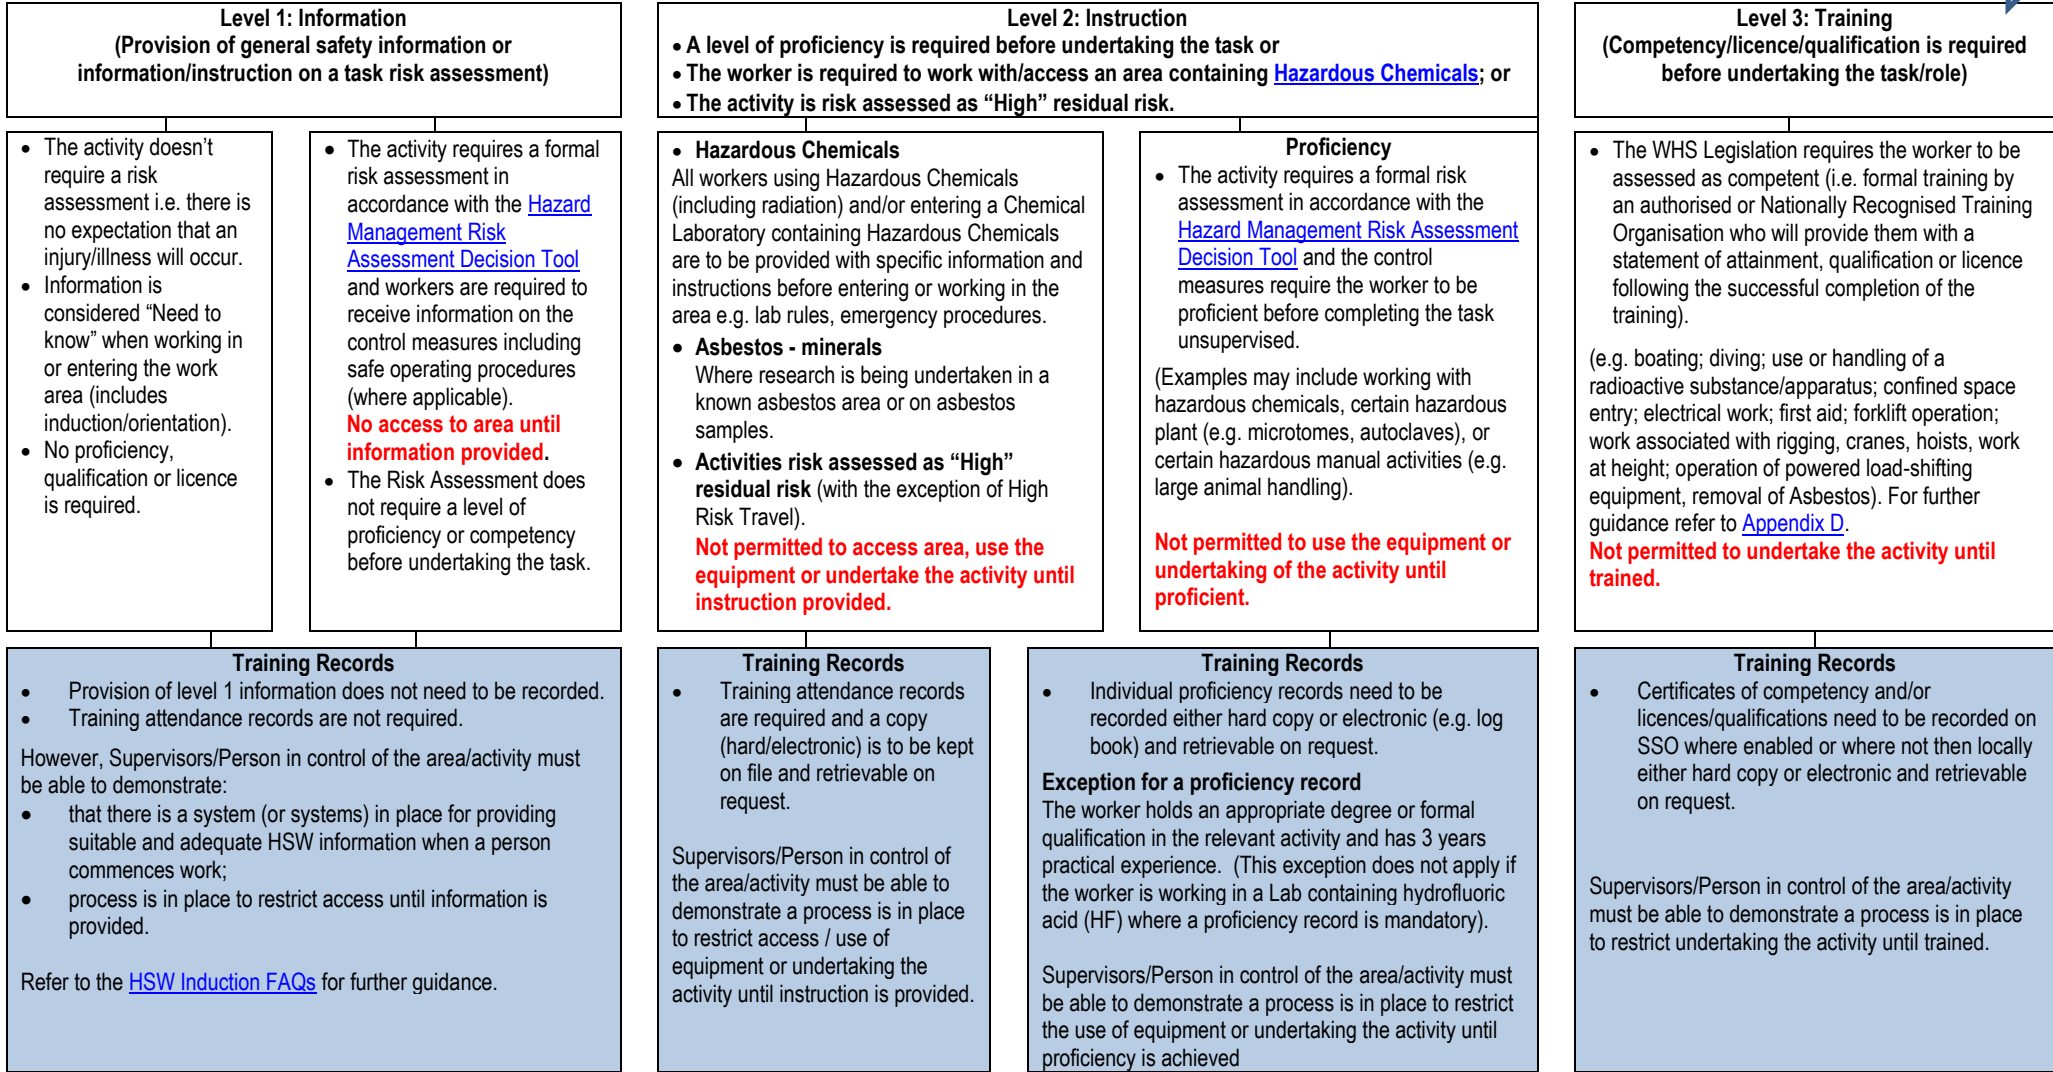 Level 1: Information
(Provision of general safety information or
information/instruction on a task risk assessment)
• The activity doesn't
require a risk
assessment i.e. there is
no expectation that an
injury/illness will occur.
• Information is
considered “Need to
know” when working in
or entering the work
area (includes
induction/orientation).
• No proficiency,
qualification or licence
is required.
• The activity requires a formal
risk assessment in
accordance with the Hazard
Management Risk
Assessment Decision Tool
and workers are required to
receive information on the
control measures including
safe operating procedures
(where applicable).
No access to area until
information provided.
• The Risk Assessment does
not require a level of
proficiency or competency
before undertaking the task.
Training Records
• Provision of level 1 information does not need to be recorded.
• Training attendance records are not required.
However, Supervisors/Person in control of the area/activity must
be able to demonstrate:
• that there is a system (or systems) in place for providing
suitable and adequate HSW information when a person
commences work;
• process is in place to restrict access until information is
provided.
Refer to the HSW Induction FAQs for further guidance.
Level 2: Instruction
• A level of proficiency is required before undertaking the task or
• The worker is required to work with/access an area containing Hazardous Chemicals; or
• The activity is risk assessed as “High” residual risk.
• Hazardous Chemicals
All workers using Hazardous Chemicals
(including radiation) and/or entering a Chemical
Laboratory containing Hazardous Chemicals
are to be provided with specific information and
instructions before entering or working in the
area e.g. lab rules, emergency procedures.
• Asbestos - minerals
Where research is being undertaken in a
known asbestos area or on asbestos
samples.
• Activities risk assessed as “High”
residual risk (with the exception of High
Risk Travel).
Not permitted to access area, use the
equipment or undertake the activity until
instruction provided.
Proficiency
• The activity requires a formal risk
assessment in accordance with the
Hazard Management Risk Assessment
Decision Tool and the control
measures require the worker to be
proficient before completing the task
unsupervised.
(Examples may include working with
hazardous chemicals, certain hazardous
plant (e.g. microtomes, autoclaves), or
certain hazardous manual activities (e.g.
large animal handling).
Not permitted to use the equipment or
undertaking of the activity until
proficient.
Training Records
• Training attendance records
are required and a copy
(hard/electronic) is to be kept
on file and retrievable on
request.
Supervisors/Person in control of
the area/activity must be able to
demonstrate a process is in place
to restrict access / use of
equipment or undertaking the
activity until instruction is provided.
Training Records
• Individual proficiency records need to be
recorded either hard copy or electronic (e.g. log
book) and retrievable on request.
Exception for a proficiency record
The worker holds an appropriate degree or formal
qualification in the relevant activity and has 3 years
practical experience. (This exception does not apply if
the worker is working in a Lab containing hydrofluoric
acid (HF) where a proficiency record is mandatory).
Supervisors/Person in control of the area/activity must
be able to demonstrate a process is in place to restrict
the use of equipment or undertaking the activity until
proficiency is achieved
Level 3: Training
(Competency/licence/qualification is required
before undertaking the task/role)
• The WHS Legislation requires the worker to be
assessed as competent (i.e. formal training by
an authorised or Nationally Recognised Training
Organisation who will provide them with a
statement of attainment, qualification or licence
following the successful completion of the
training).
(e.g. boating; diving; use or handling of a
radioactive substance/apparatus; confined space
entry; electrical work; first aid; forklift operation;
work associated with rigging, cranes, hoists, work
at height; operation of powered load-shifting
equipment, removal of Asbestos). For further
guidance refer to Appendix D.
Not permitted to undertake the activity until
trained.
Training Records
• Certificates of competency and/or
licences/qualifications need to be recorded on
SSO where enabled or where not then locally
either hard copy or electronic and retrievable
on request.
Supervisors/Person in control of the area/activity
must be able to demonstrate a process is in place
to restrict undertaking the activity until trained.